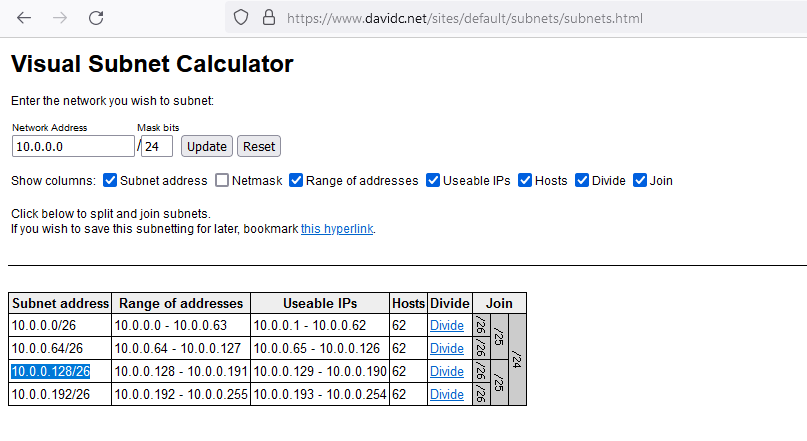 https://www.davidc.net/sites/default/subnets/subnets.html
Visual Subnet Calculator
Enter the network you wish to subnet:
Network Address Mask bits
10.0.0.0 / 24 Update Reset
Show columns: Subnet address Netmask Range of addresses Useable IPs Hosts Divide Join
Click below to split and join subnets.
If you wish to save this subnetting for later, bookmark this hyperlink.
Subnet address Range of addresses Useable IPs Hosts Divide Join
10.0.0.0/26 10.0.0.0 - 10.0.0.63 10.0.0.1 - 10.0.0.62 62 Divide /26 /25 /24
10.0.0.64/26 10.0.0.64 - 10.0.0.127 10.0.0.65 - 10.0.0.126 62 Divide /26
10.0.0.128/26 10.0.0.128 - 10.0.0.191 10.0.0.129 - 10.0.0.190 62 Divide /26 /25
10.0.0.192/26 10.0.0.192 - 10.0.0.255 10.0.0.193 - 10.0.0.254 62 Divide /26